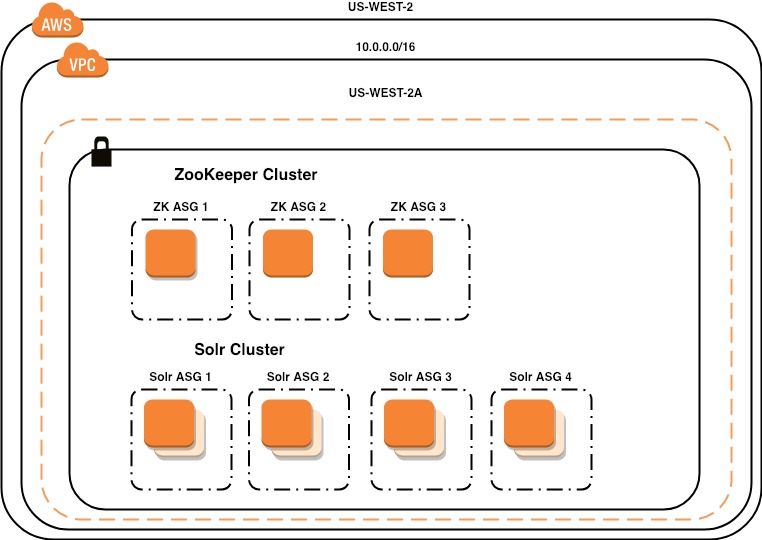 US-WEST-2
AWS
10.0.0.0/16
VPC
US-WEST-2A
ZooKeeper Cluster
ZK ASG 1 ZK ASG 2 ZK ASG 3
Solr Cluster
Solr ASG 1 Solr ASG 2 Solr ASG 3 Solr ASG 4